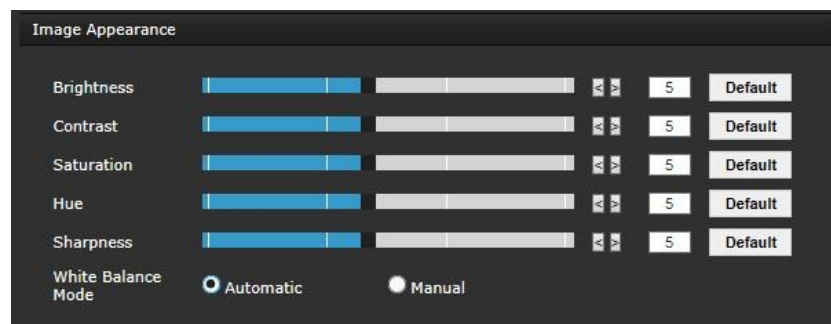 Image Appearance
Brightness < > 5 Default
Contrast < > 5 Default
Saturation < > 5 Default
Hue < > 5 Default
Sharpness < > 5 Default
White Balance
Mode
Automatic Manual